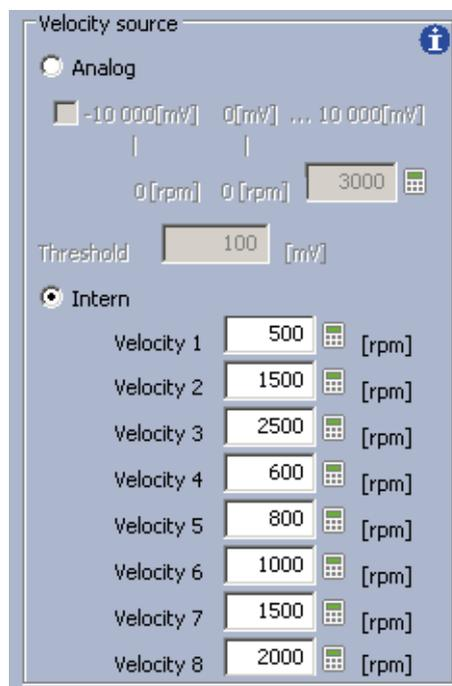 Velocity source
i
Analog
-10 000[mV] 0[mV] ... 10 000[mV]
0[rpm] 0 [rpm] 3000
Threshold 100 [mV]
Intern
Velocity 1 500 [rpm]
Velocity 2 1500 [rpm]
Velocity 3 2500 [rpm]
Velocity 4 600 [rpm]
Velocity 5 800 [rpm]
Velocity 6 1000 [rpm]
Velocity 7 1500 [rpm]
Velocity 8 2000 [rpm]